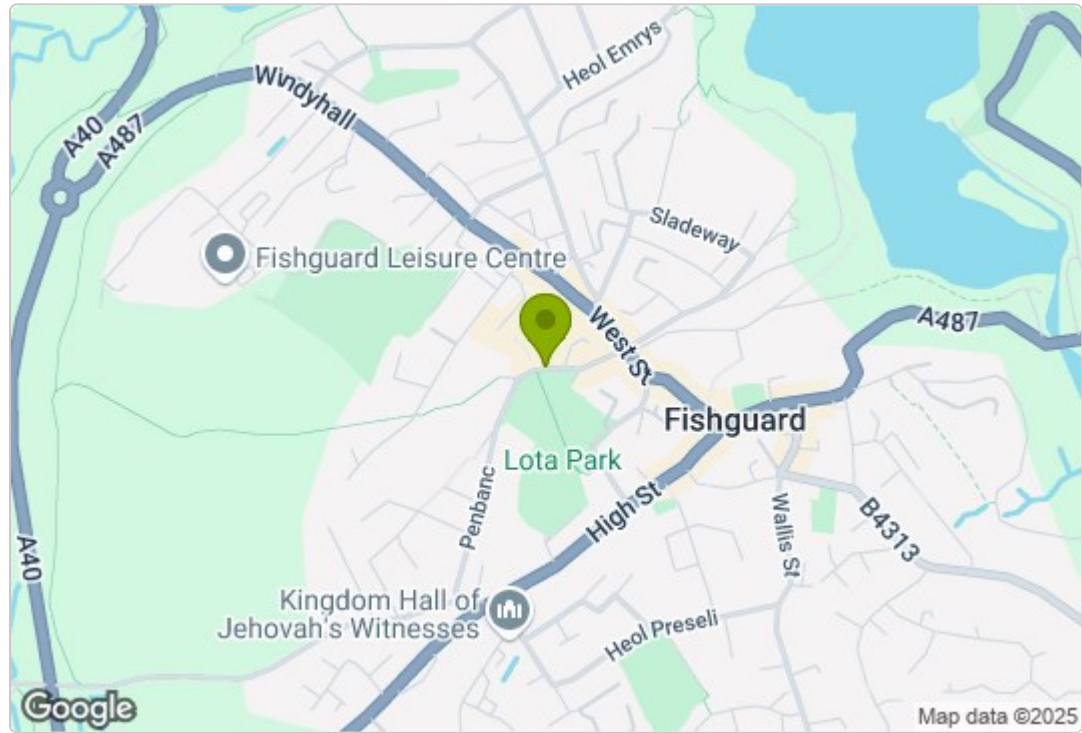 Heol Emrys
Windyhall
A40
A487
Sladeway
Fishguard Leisure Centre
A487
West St
Fishguard
Lota Park
Penbanc
High St
Wallis St
B4313
A40
Kingdom Hall of
Jehovah's Witnesses
Heol Preseli
Google
Map data ©2025